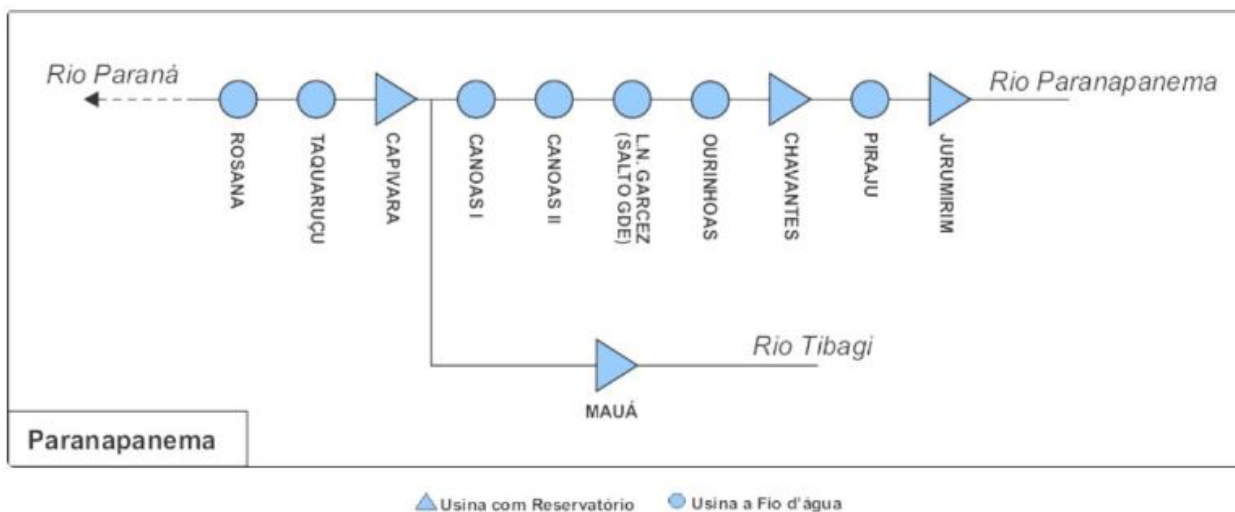 Rio Paraná
Rio Paranapanema
ROSANA
TAQUARUÇU
CAPIVARA
CANOAS I
CANOAS II
L.N. GARCEZ
(SALTO GDE)
OURINHOAS
CHAVANTES
PIRAJU
JURUMIRIM
Rio Tibagi
MAUÁ
Paranapanema
Usina com Reservatório
Usina a Fio d'água